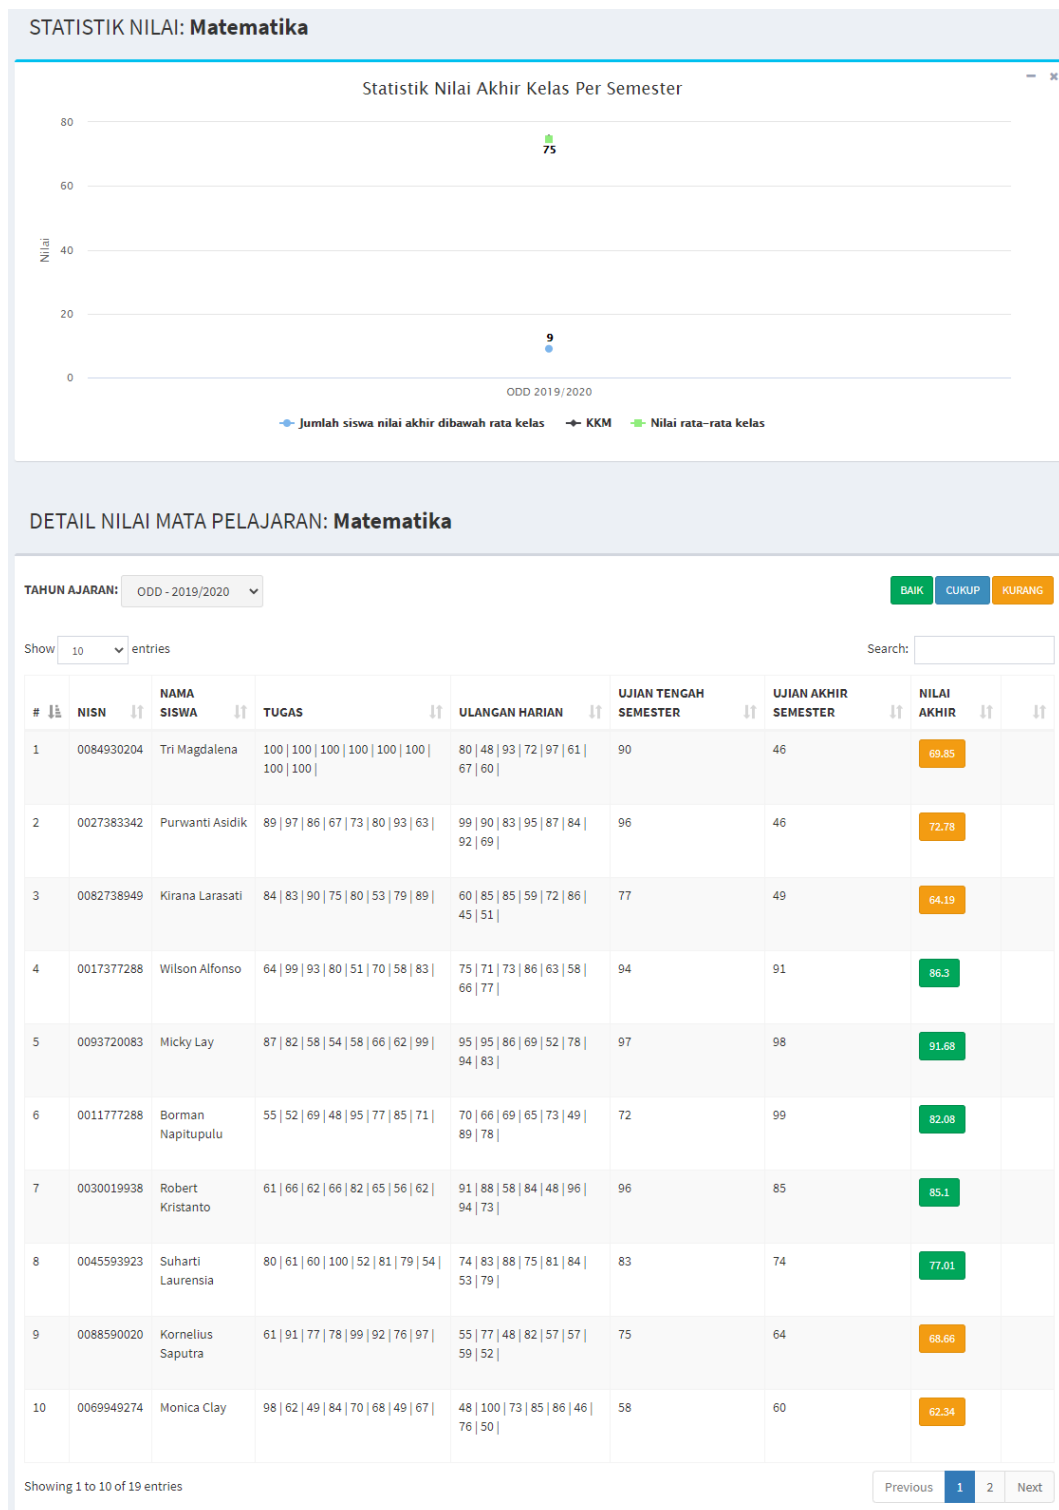 STATISTIK NILAI: Matematika
Statistik Nilai Akhir Kelas Per Semester
80
75
60
Nilai
40
20
9
0
ODD 2019/2020
Jumlah siswa nilai akhir dibawah rata kelas KKM Nilai rata-rata kelas
DETAIL NILAI MATA PELAJARAN: Matematika
TAHUN AJARAN: ODD - 2019/2020 BAIK CUKUP KURANG
Show 10 entries Search:
# NISN NAMA SISWA TUGAS ULANGAN HARIAN UJIAN TENGAH SEMESTER UJIAN AKHIR SEMESTER NILAI AKHIR
1 0084930204 Tri Magdalena 100 | 100 | 100 | 100 | 100 | 100 | 80 | 48 | 93 | 72 | 97 | 61 | 90 46 69.85
100 | 100 | 67 | 60 |
2 0027383342 Purwanti Asidik 89 | 97 | 86 | 67 | 73 | 80 | 93 | 63 | 99 | 90 | 83 | 95 | 87 | 84 | 96 46 72.78
92 | 69 |
3 0082738949 Kirana Larasati 84 | 83 | 90 | 75 | 80 | 53 | 79 | 89 | 60 | 85 | 85 | 59 | 72 | 86 | 77 49 64.19
45 | 51 |
4 0017377288 Wilson Alfonso 64 | 99 | 93 | 80 | 51 | 70 | 58 | 83 | 75 | 71 | 73 | 86 | 63 | 58 | 94 91 86.3
66 | 77 |
5 0093720083 Micky Lay 87 | 82 | 58 | 54 | 58 | 66 | 62 | 99 | 95 | 95 | 86 | 69 | 52 | 78 | 97 98 91.68
94 | 83 |
6 0011777288 Borman 55 | 52 | 69 | 48 | 95 | 77 | 85 | 71 | 70 | 66 | 69 | 65 | 73 | 49 | 72 99 82.08
Napitupulu 89 | 78 |
7 0030019938 Robert 61 | 66 | 62 | 66 | 82 | 65 | 56 | 62 | 91 | 88 | 58 | 84 | 48 | 96 | 96 85 85.1
Kristanto 94 | 73 |
8 0045593923 Suharti 80 | 61 | 60 | 100 | 52 | 81 | 79 | 54 | 74 | 83 | 88 | 75 | 81 | 84 | 83 74 77.01
Laurensia 53 | 79 |
9 0088590020 Kornelius 61 | 91 | 77 | 78 | 99 | 92 | 76 | 97 | 55 | 77 | 48 | 82 | 57 | 57 | 75 64 68.66
Saputra 59 | 52 |
10 0069949274 Monica Clay 98 | 62 | 49 | 84 | 70 | 68 | 49 | 67 | 48 | 100 | 73 | 85 | 86 | 46 | 58 60 62.34
76 | 50 |
Showing 1 to 10 of 19 entries Previous 1 2 Next